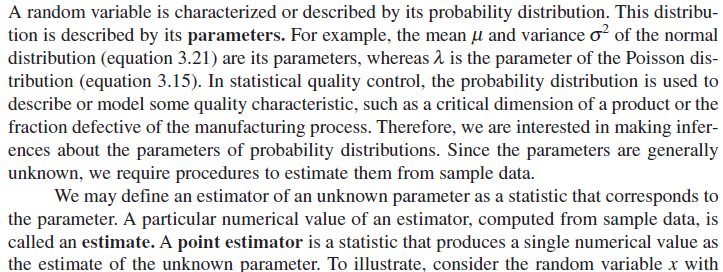 A random variable is characterized or described by its probability distribution. This distribu-
tion is described by its parameters. For example, the mean μ and variance σ² of the normal
distribution (equation 3.21) are its parameters, whereas λ is the parameter of the Poisson dis-
tribution (equation 3.15). In statistical quality control, the probability distribution is used to
describe or model some quality characteristic, such as a critical dimension of a product or the
fraction defective of the manufacturing process. Therefore, we are interested in making infer-
ences about the parameters of probability distributions. Since the parameters are generally
unknown, we require procedures to estimate them from sample data.
We may define an estimator of an unknown parameter as a statistic that corresponds to
the parameter. A particular numerical value of an estimator, computed from sample data, is
called an estimate. A point estimator is a statistic that produces a single numerical value as
the estimate of the unknown parameter. To illustrate, consider the random variable x with